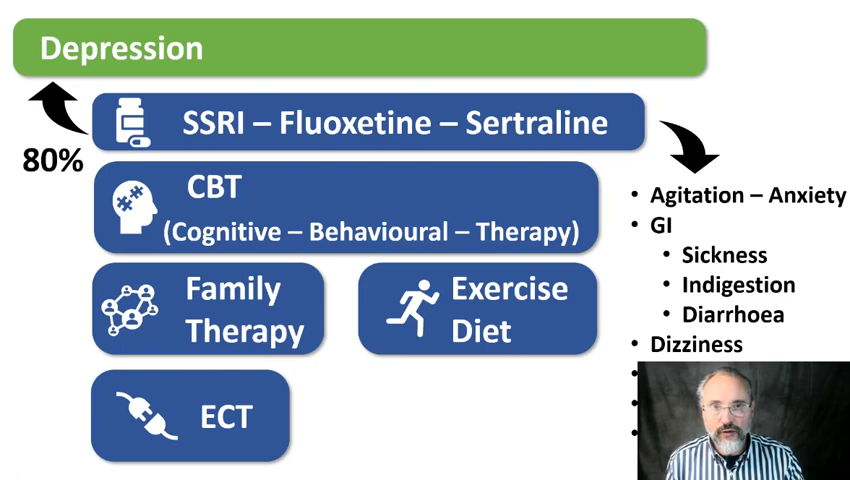 Depression
SSRI – Fluoxetine – Sertraline
80%
CBT
(Cognitive – Behavioural – Therapy)
Family
Therapy
Exercise
Diet
ECT
• Agitation – Anxiety
• GI
• Sickness
• Indigestion
• Diarrhoea
• Dizziness